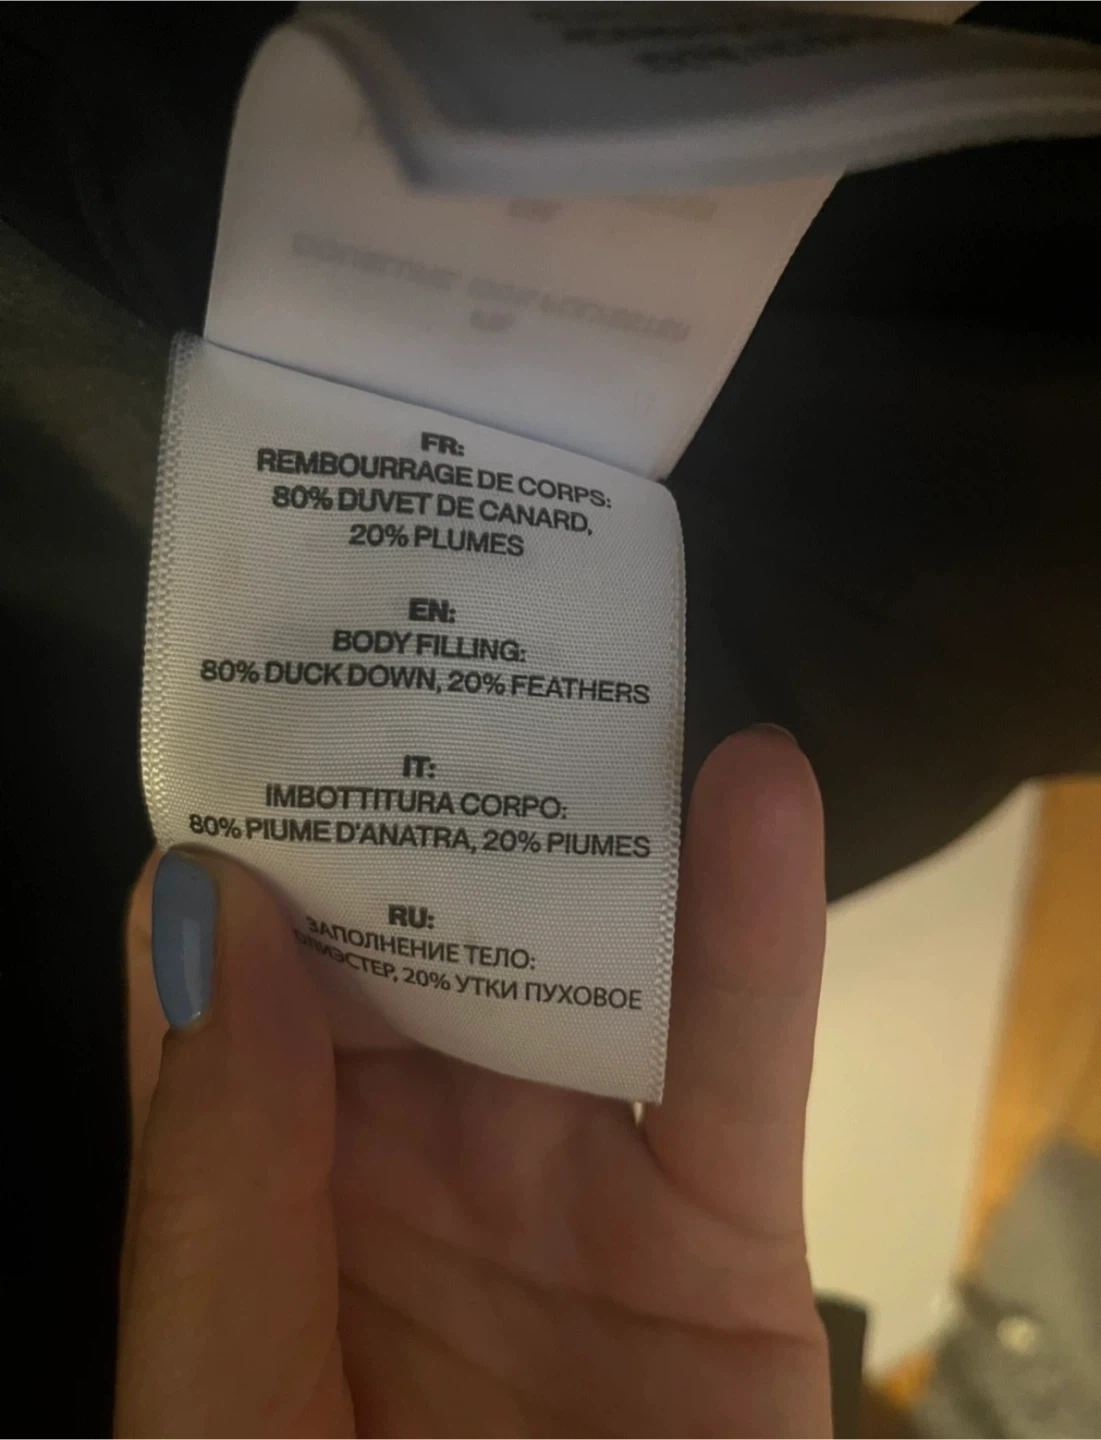 FR:
REMBOURRAGE DE CORPS:
80% DUVET DE CANARD,
20% PLUMES
EN:
BODY FILLING:
80% DUCK DOWN, 20% FEATHERS
IT:
IMBOTTITURA CORPO:
80% PIUME D'ANATRA, 20% PIUMES
RU:
ЗАПОЛНЕНИЕ ТЕЛО:
20% УТКИ ПУХОВОЕ